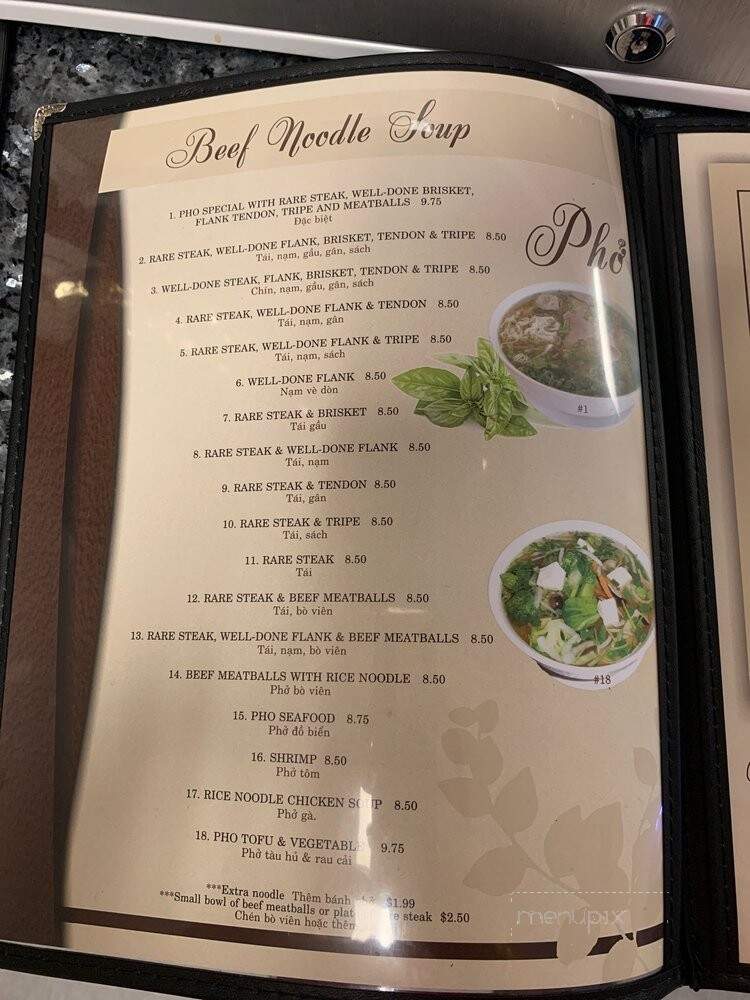 Beef Noodle Soup
1. PHO SPECIAL WITH RARE STEAK, WELL-DONE BRISKET,
FLANK TENDON, TRIPE AND MEATBALLS 9.75
Đặc biệt
Phở
2. RARE STEAK, WELL-DONE FLANK, BRISKET, TENDON & TRIPE 8.50
Tái, nạm, gầu, gân, sách
3. WELL-DONE STEAK, FLANK, BRISKET, TENDON & TRIPE 8.50
Chín, nạm, gầu, gân, sách
4. RARE STEAK, WELL-DONE FLANK & TENDON 8.50
Tái, nạm, gân
5. RARE STEAK, WELL-DONE FLANK & TRIPE 8.50
Tái, nạm, sách
6. WELL-DONE FLANK 8.50
Nạm vè dòn
#1
7. RARE STEAK & BRISKET 8.50
Tái gầu
8. RARE STEAK & WELL-DONE FLANK 8.50
Tái, nạm
9. RARE STEAK & TENDON 8.50
Tái, gân
10. RARE STEAK & TRIPE 8.50
Tái, sách
11. RARE STEAK 8.50
Tái
12. RARE STEAK & BEEF MEATBALLS 8.50
Tái, bò viên
13. RARE STEAK, WELL-DONE FLANK & BEEF MEATBALLS 8.50
Tái, nạm, bò viên
14. BEEF MEATBALLS WITH RICE NOODLE 8.50
Phở bò viên
#18
15. PHO SEAFOOD 8.75
Phở đồ biển
16. SHRIMP 8.50
Phở tôm
17. RICE NOODLE CHICKEN SOUP 8.50
Phở gà.
18. PHO TOFU & VEGETABLE 9.75
Phở tàu hủ & rau cải
***Extra noodle Thêm bánh $1.99
***Small bowl of beef meatballs or steak $2.50
Chén bò viên hoặc thêm
menupix